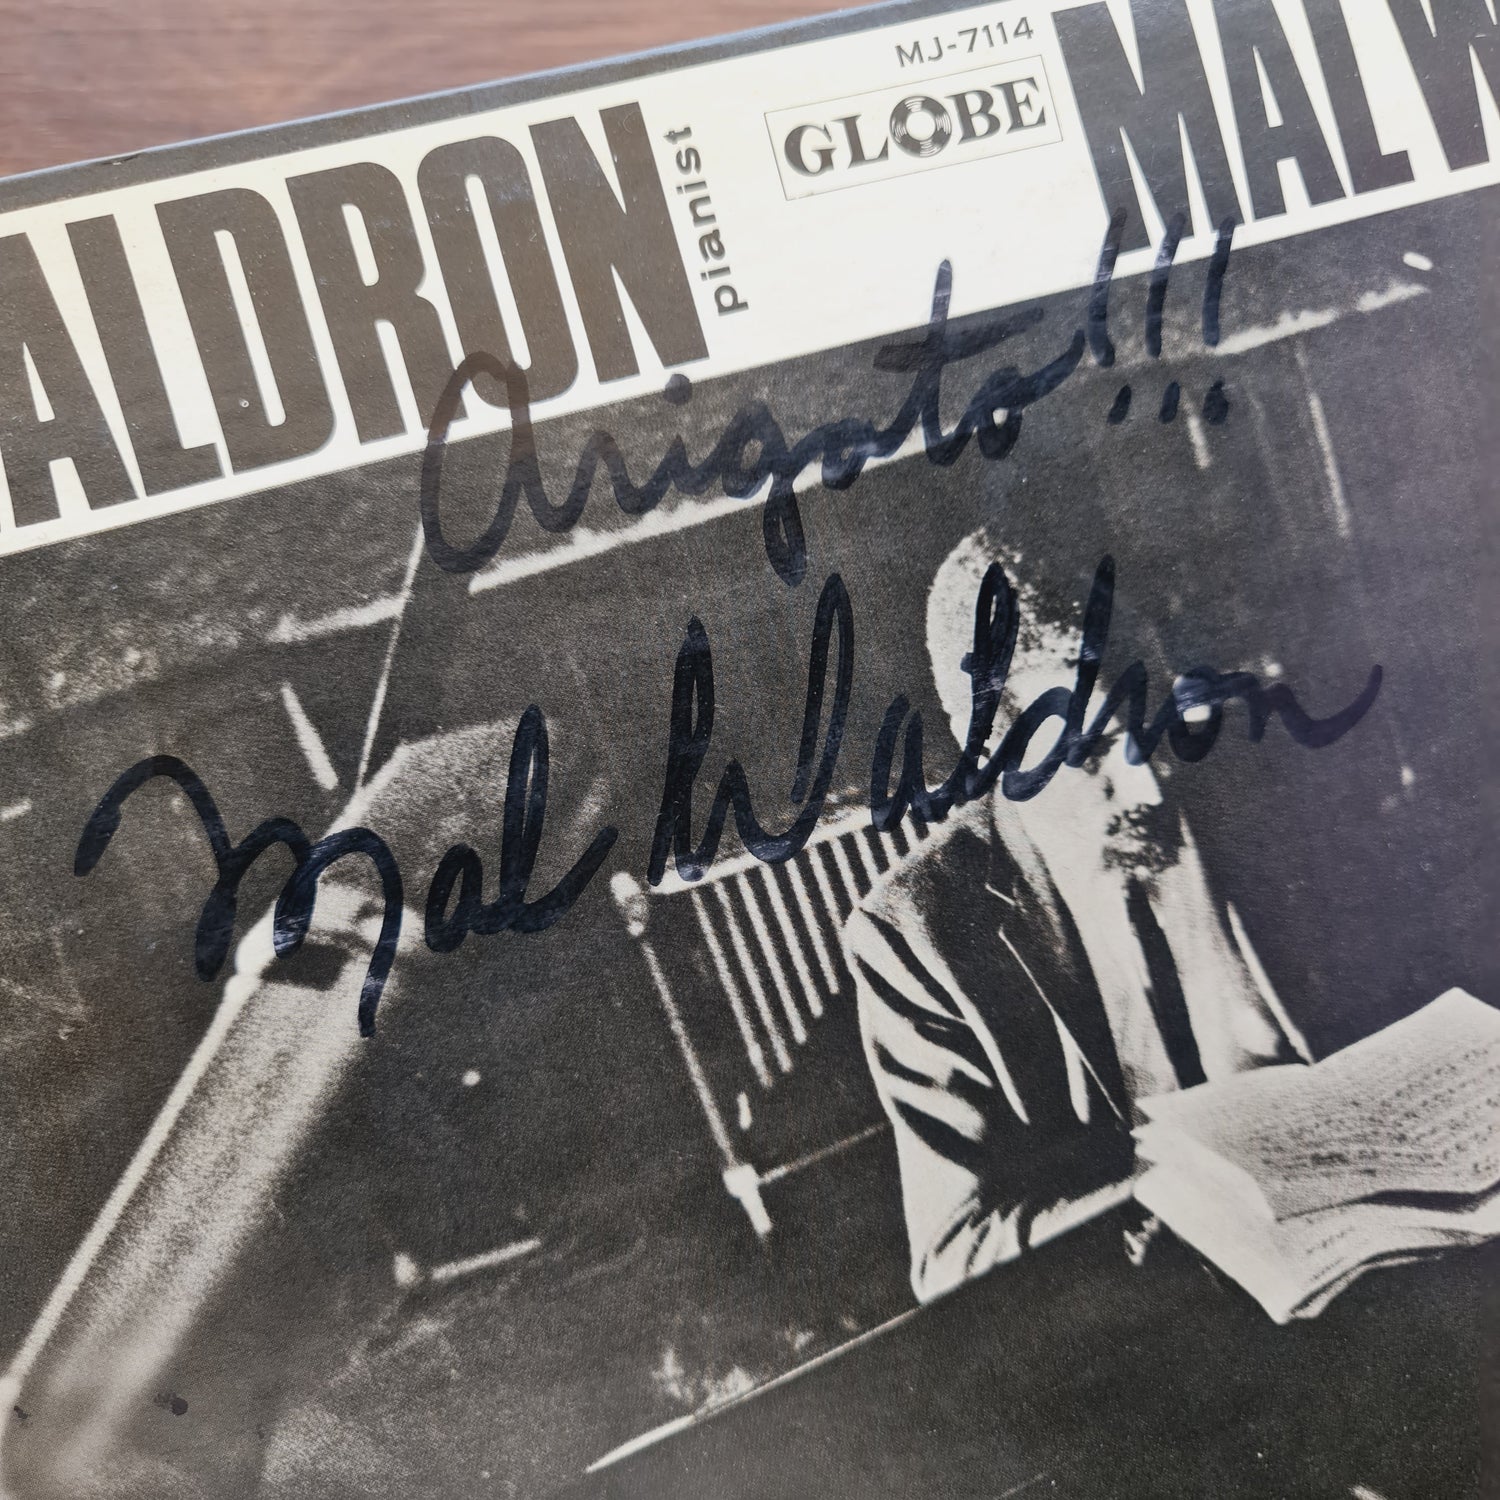 MJ-7114
ALDRON pianist GLOBE MAL W
Arigato!!!
Mal Waldron